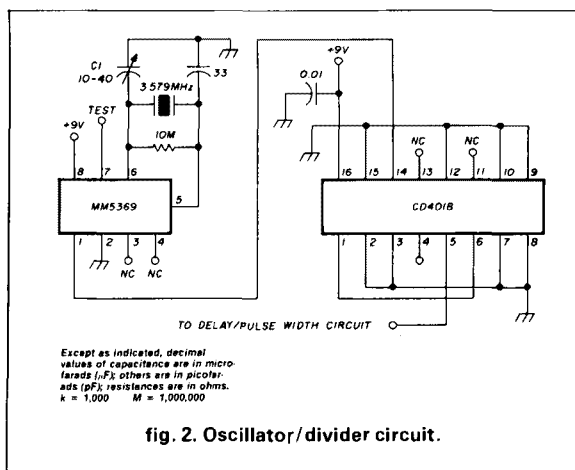 C1
10-40
33
3.579MHz
TEST
+9V
10M
8 7 6
5
MM5369
1 2 3 4
NC NC
+9V
0.01
NC NC
16 15 14 13 12 11 10 9
CD4018
1 2 3 4 5 6 7 8
TO DELAY/PULSE WIDTH CIRCUIT
Except as indicated, decimal
values of capacitance are in micro-
farads (µF); others are in picofar-
ads (pF); resistances are in ohms.
k = 1,000 M = 1,000,000
fig. 2. Oscillator/divider circuit.